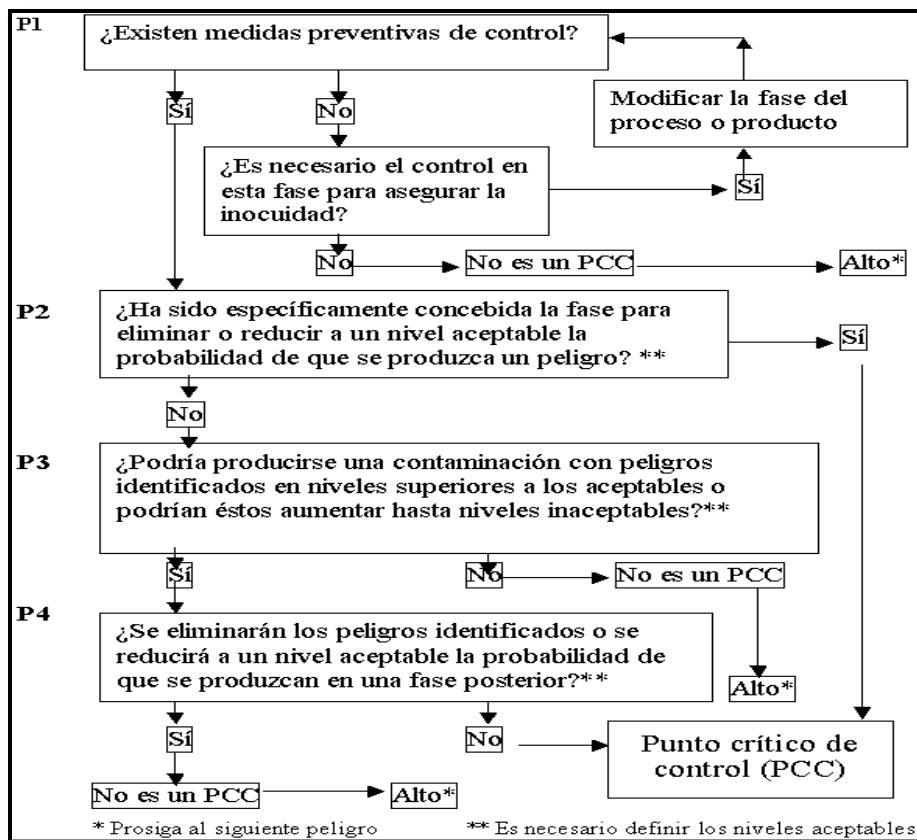 P1
¿Existen medidas preventivas de control?
Sí
No
Modificar la fase del
proceso o producto
¿Es necesario el control en
esta fase para asegurar la
inocuidad?
Sí
No
No es un PCC
Alto*
P2
¿Ha sido específicamente concebida la fase para
eliminar o reducir a un nivel aceptable la
probabilidad de que se produzca un peligro? **
Sí
No
P3
¿Podría producirse una contaminación con peligros
identificados en niveles superiores a los aceptables o
podrían éstos aumentar hasta niveles inaceptables?**
Sí
No
No es un PCC
Alto*
P4
¿Se eliminarán los peligros identificados o se
reducirá a un nivel aceptable la probabilidad de
que se produzcan en una fase posterior?**
Sí
No
Punto crítico de
control (PCC)
No es un PCC
Alto*
* Prosiga al siguiente peligro
** Es necesario definir los niveles aceptables